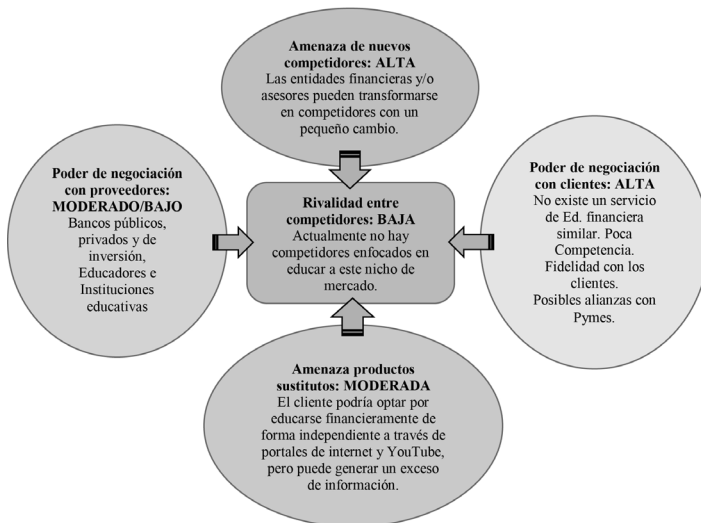 Amenaza de nuevos
competidores: ALTA
Las entidades financieras y/o
asesores pueden transformarse
en competidores con un
pequeño cambio.
Poder de negociación
con proveedores:
MODERADO/BAJO
Bancos públicos,
privados y de
inversión,
Educadores e
Instituciones
educativas
Rivalidad entre
competidores: BAJA
Actualmente no hay
competidores enfocados en
educar a este nicho de
mercado.
Poder de negociación
con clientes: ALTA
No existe un servicio
de Ed. financiera
similar. Poca
Competencia.
Fidelidad con los
clientes.
Posibles alianzas con
Pymes.
Amenaza productos
sustitutos: MODERADA
El cliente podría optar por
educarse financieramente de
forma independiente a través de
portales de internet y YouTube,
pero puede generar un exceso
de información.